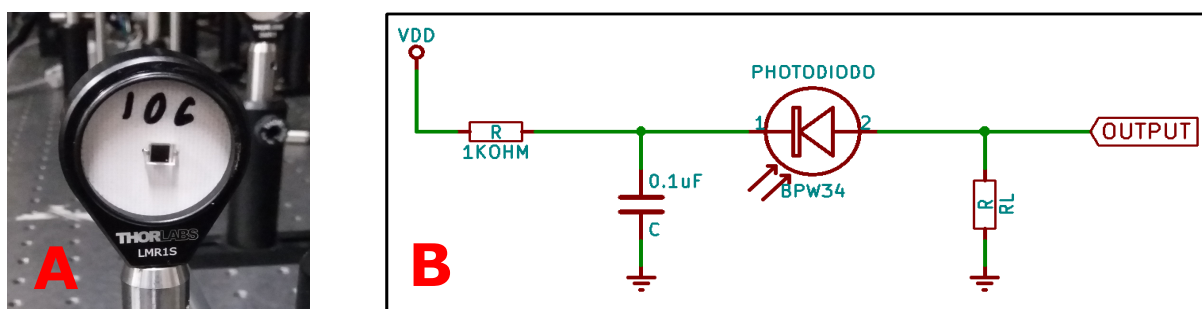 106
THORLABS
LMR1S
A
VDD
R
1KOHM
0.1uF
C
PHOTODIODO
1
2
BPW34
R
RL
OUTPUT
B